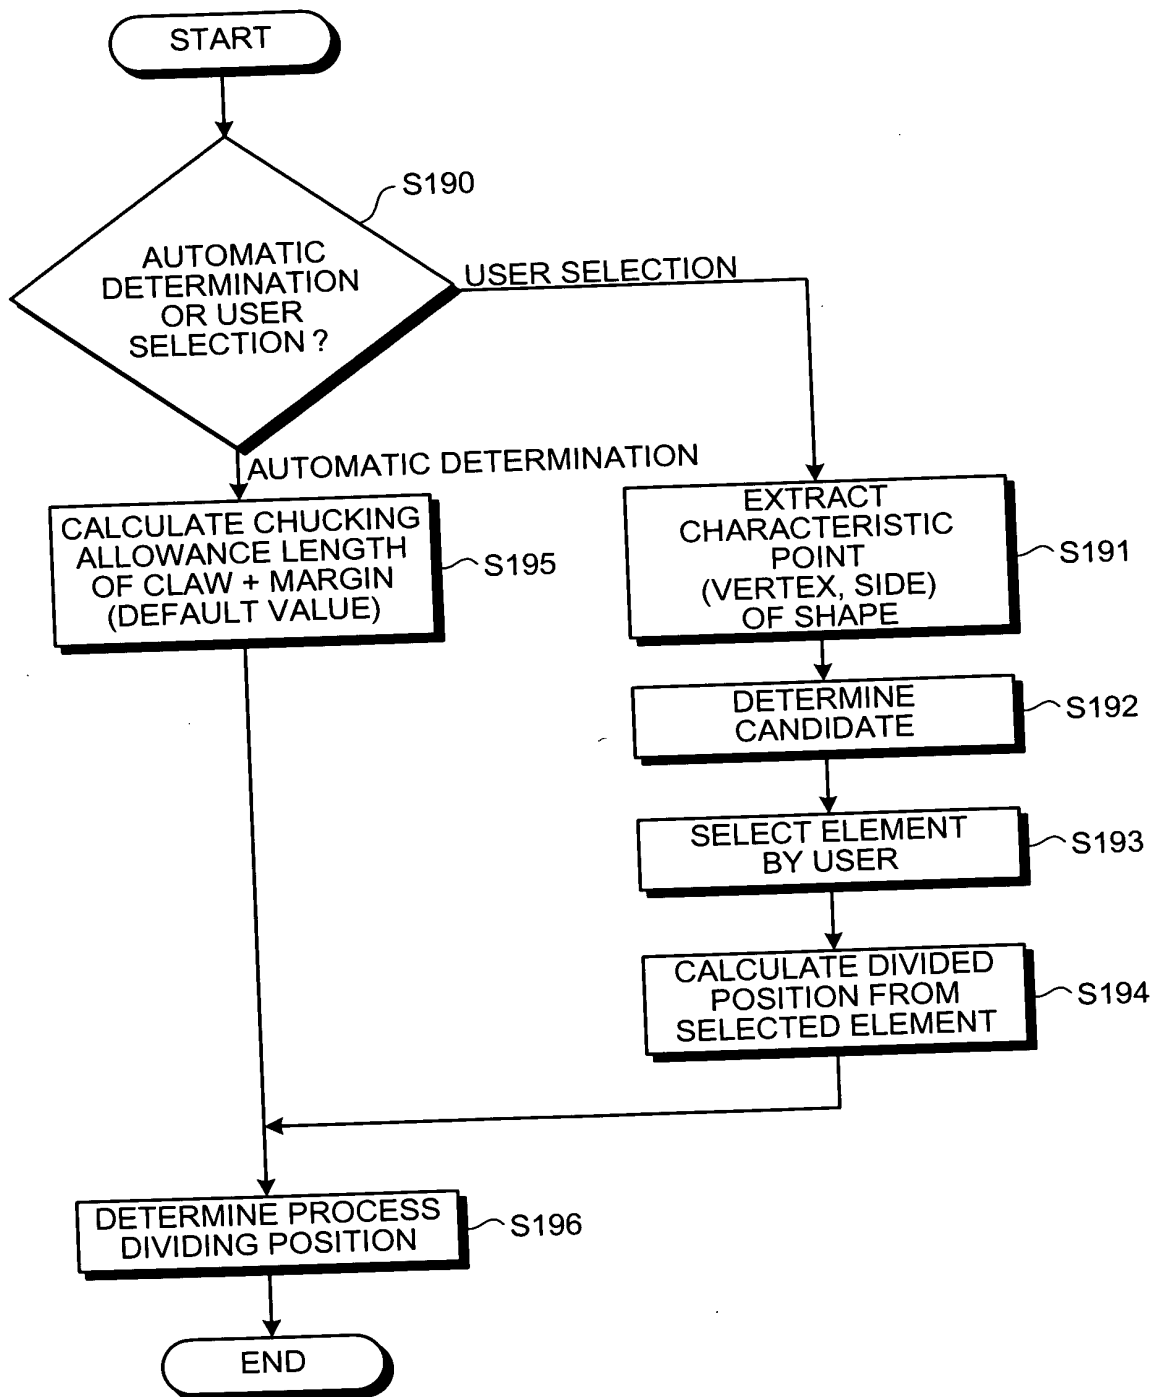 START
S190
AUTOMATIC
DETERMINATION
OR USER
SELECTION ?
USER SELECTION
AUTOMATIC DETERMINATION
CALCULATE CHUCKING
ALLOWANCE LENGTH
OF CLAW + MARGIN
(DEFAULT VALUE)
S195
EXTRACT
CHARACTERISTIC
POINT
(VERTEX, SIDE)
OF SHAPE
S191
DETERMINE
CANDIDATE
S192
SELECT ELEMENT
BY USER
S193
CALCULATE DIVIDED
POSITION FROM
SELECTED ELEMENT
S194
DETERMINE PROCESS
DIVIDING POSITION
S196
END